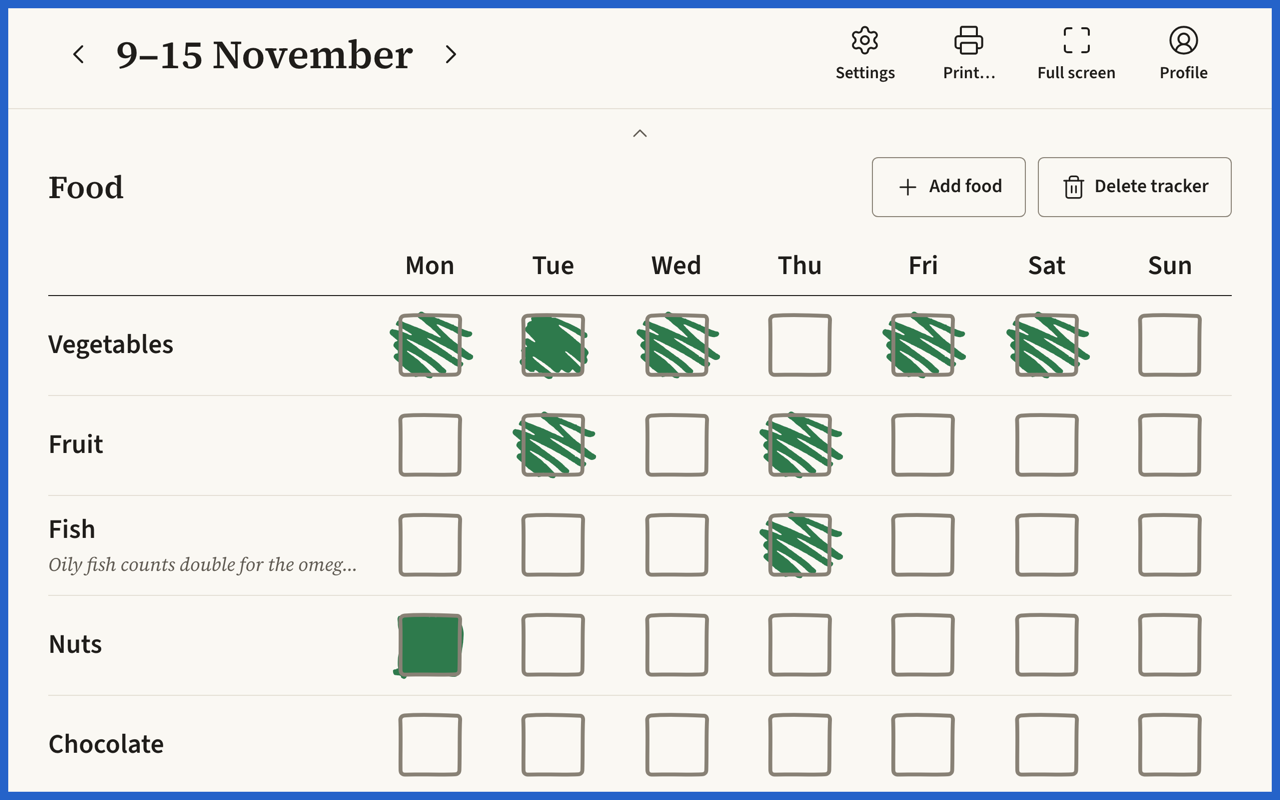 9–15 November
Settings
Print...
Full screen
Profile
Food
Add food
Delete tracker
Mon Tue Wed Thu Fri Sat Sun
Vegetables
Fruit
Fish
Oily fish counts double for the omeg...
Nuts
Chocolate